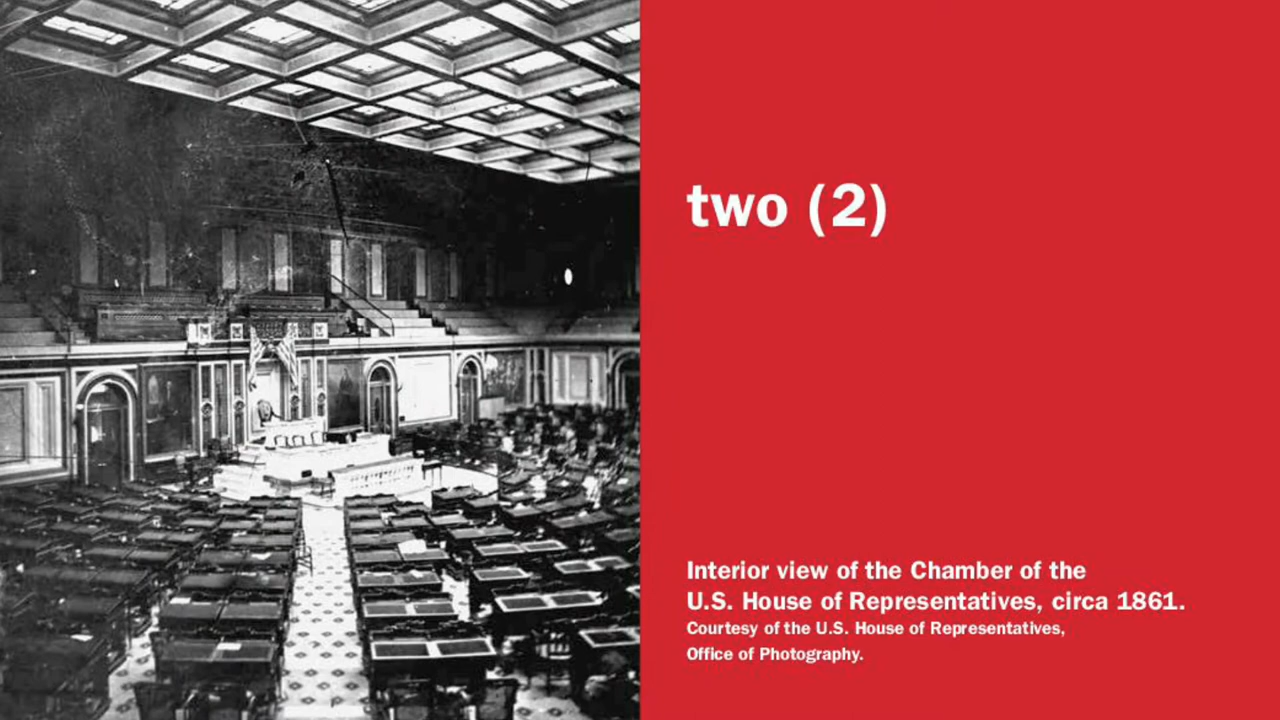 two (2)
Interior view of the Chamber of the
U.S. House of Representatives, circa 1861.
Courtesy of the U.S. House of Representatives,
Office of Photography.